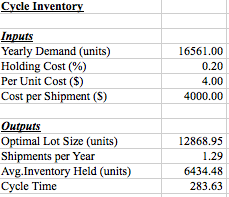 Cycle Inventory
Inputs
Yearly Demand (units) 16561.00
Holding Cost (%) 0.20
Per Unit Cost ($) 4.00
Cost per Shipment ($) 4000.00
Outputs
Optimal Lot Size (units) 12868.95
Shipments per Year 1.29
Avg.Inventory Held (units) 6434.48
Cycle Time 283.63